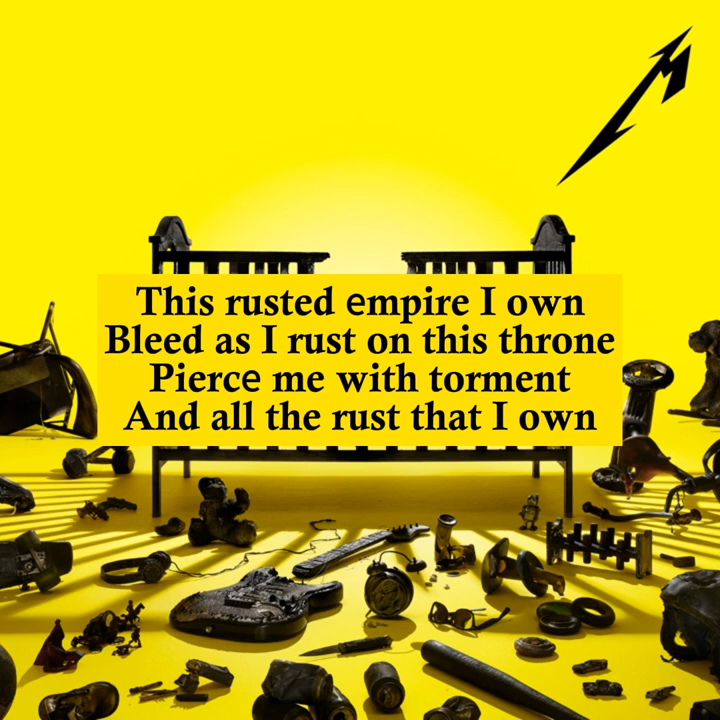 This rusted empire I own
Bleed as I rust on this throne
Pierce me with torment
And all the rust that I own